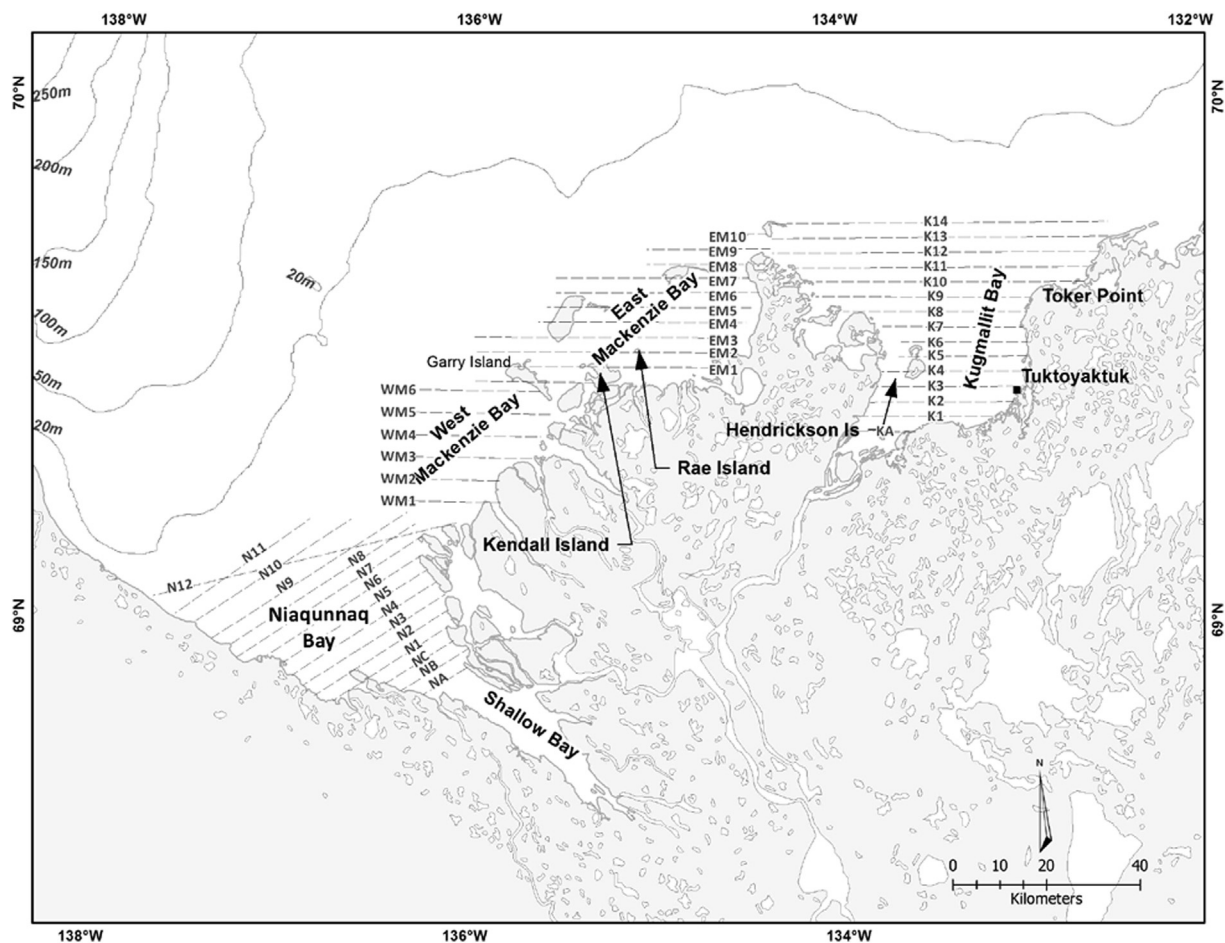 138°W
136°W
134°W
132°W
70°N
70°N
250m
200m
150m
100m
50m
20m
20m
K14
K13
K12
K11
K10
K9
K8
K7
K6
K5
K4
K3
K2
K1
KA
EM10
EM9
EM8
EM7
EM6
EM5
EM4
EM3
EM2
EM1
East
Mackenzie Bay
Kugmallit Bay
Toker Point
Tuktoyaktuk
Garry Island
WM6
WM5
WM4
WM3
WM2
WM1
West
Mackenzie Bay
Hendrickson Is
Rae Island
Kendall Island
N12
N11
N10
N9
N8
N7
N6
N5
N4
N3
N2
N1
NC
NB
NA
Niaqunnaq
Bay
Shallow Bay
69°N
69°N
N
0 10 20 40
Kilometers
138°W
136°W
134°W